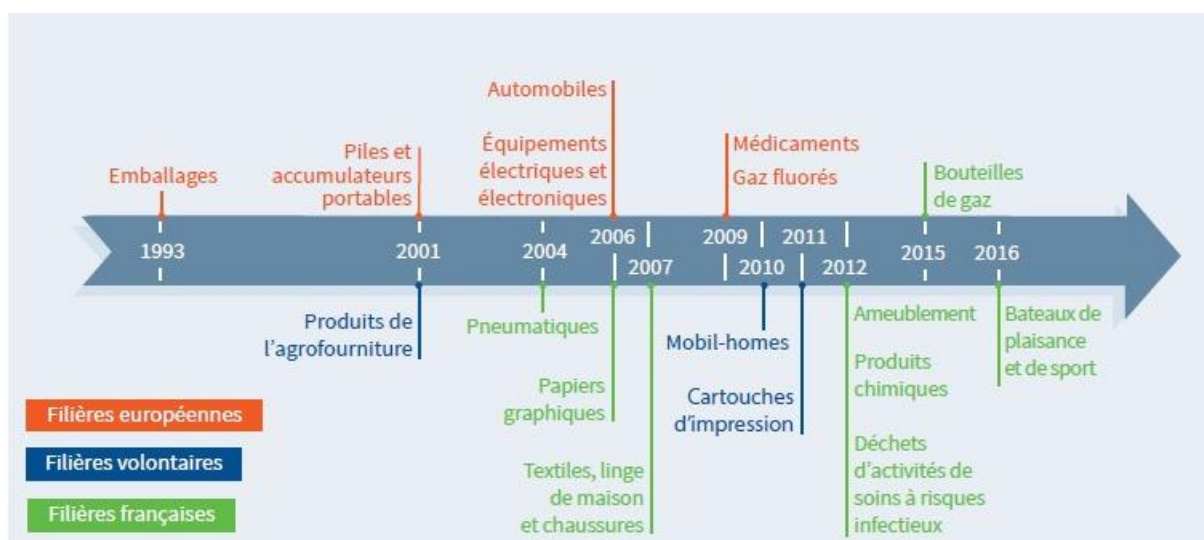 Automobiles
Équipements
électriques et
électroniques
Médicaments
Gaz fluorés
Piles et
accumulateurs
portables
Emballages
Bouteilles
de gaz
1993
2001
2004
2006
2007
2009
2010
2011
2012
2015
2016
Produits de
l'agrofourniture
Pneumatiques
Papiers
graphiques
Textiles, linge
de maison
et chaussures
Mobil-homes
Cartouches
d'impression
Ameublement
Produits
chimiques
Déchets
d'activités de
soins à risques
infectieux
Bateaux de
plaisance
et de sport
Filières européennes
Filières volontaires
Filières françaises